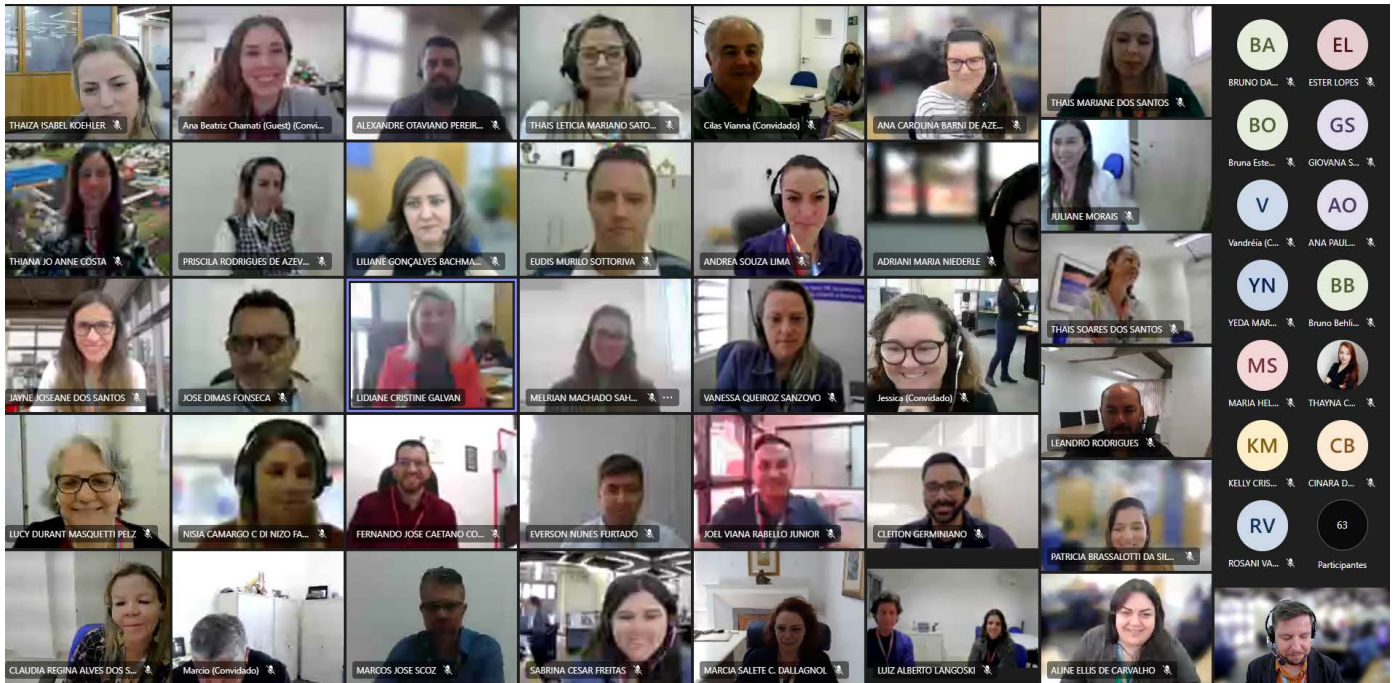 THAIZA ISABEL KOEHLER
Ana Beatriz Chamati (Guest) (Convi...
ALEXANDRE OTAVIANO PEREIR...
THAIS LETICIA MARIANO SATO...
Cilas Vianna (Convidado)
ANA CAROLINA BARNI DE AZE...
THAIS MARIANE DOS SANTOS
BA
EL
BRUNO DA...
ESTER LOPES
THIANA JO ANNE COSTA
PRISCILA RODRIGUES DE AZEV...
LILIANE GONÇALVES BACHMA...
EUDIS MURILO SOTTORIVA
ANDREA SOUZA LIMA
ADRIANI MARIA NIEDERLE
JULIANE MORAIS
BO
GS
Bruna Este...
GIOVANA S...
V
AO
Vandréia (C...
ANA PAUL...
JAYNE JOSEANE DOS SANTOS
JOSE DIMAS FONSECA
LIDIANE CRISTINE GALVAN
MELRIAN MACHADO SAH...
VANESSA QUEIROZ SANZOVO
Jessica (Convidado)
THAIS SOARES DOS SANTOS
YN
BB
YEDA MAR...
Bruno Behli...
MS
MARIA HEL...
THAYNA C...
LEANDRO RODRIGUES
LUCY DURANT MASQUETTI PELZ
NISIA CAMARGO C DI NIZO FA...
FERNANDO JOSE CAETANO CO...
EVERSON NUNES FURTADO
JOEL VIANA RABELLO JUNIOR
CLEITON GERMINIANO
PATRICIA BRASSALOTTI DA SIL...
KM
CB
KELLY CRIS...
CINARA D...
RV
63
ROSANI VA...
Participantes
CLAUDIA REGINA ALVES DOS S...
Marcio (Convidado)
MARCOS JOSE SCOZ
SABRINA CESAR FREITAS
MARCIA SALETE C. DALLAGNOL
LUIZ ALBERTO LANGOSKI
ALINE ELLIS DE CARVALHO